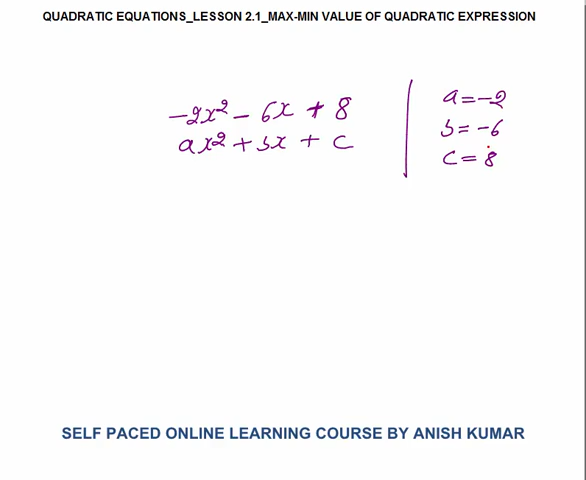 QUADRATIC EQUATIONS_LESSON 2.1_MAX-MIN VALUE OF QUADRATIC EXPRESSION
-2x² - 6x + 8
ax² + bx + c
a = -2
b = -6
c = 8
SELF PACED ONLINE LEARNING COURSE BY ANISH KUMAR